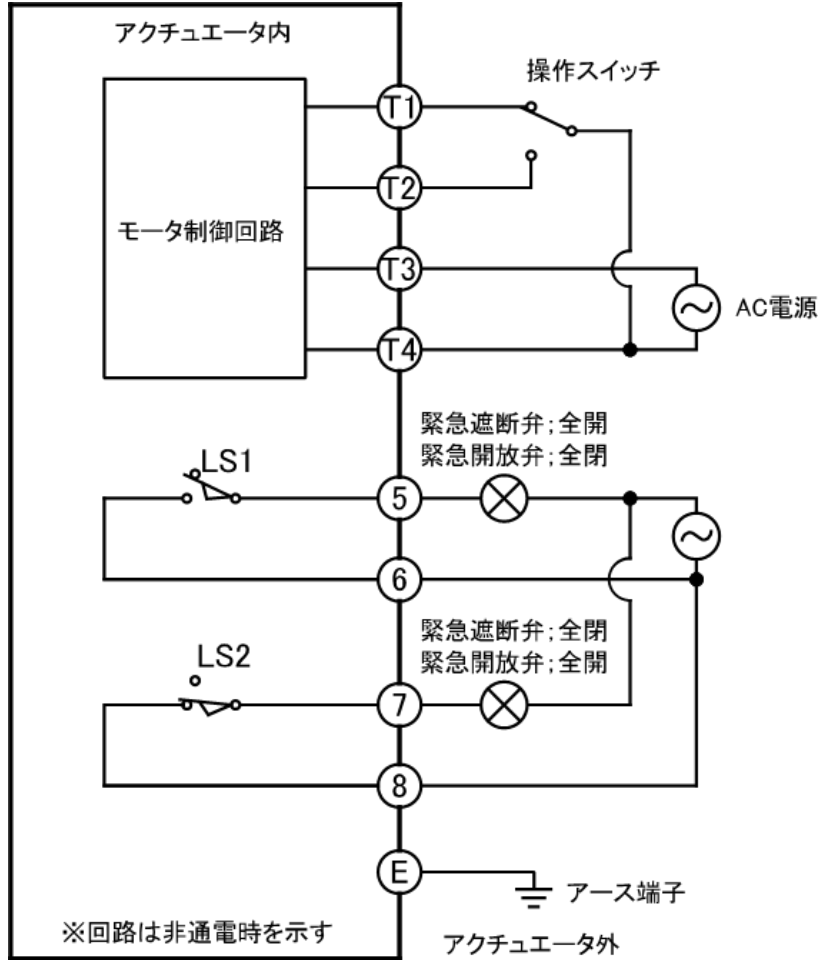 アクチュエータ内
操作スイッチ
T1
T2
モータ制御回路
T3
AC電源
T4
緊急遮断弁;全開
緊急開放弁;全閉
LS1
5
6
緊急遮断弁;全閉
緊急開放弁;全開
LS2
7
8
E
アース端子
※回路は非通電時を示す
アクチュエータ外